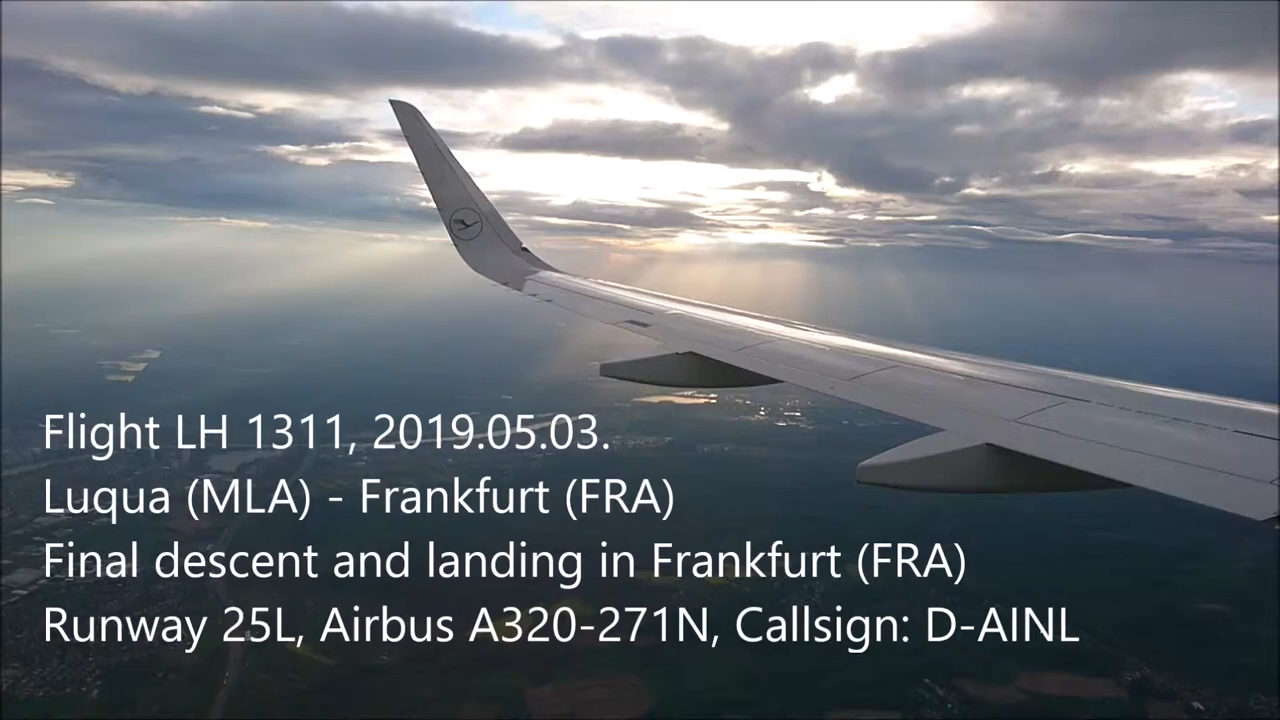 Flight LH 1311, 2019.05.03.
Luqua (MLA) - Frankfurt (FRA)
Final descent and landing in Frankfurt (FRA)
Runway 25L, Airbus A320-271N, Callsign: D-AINL